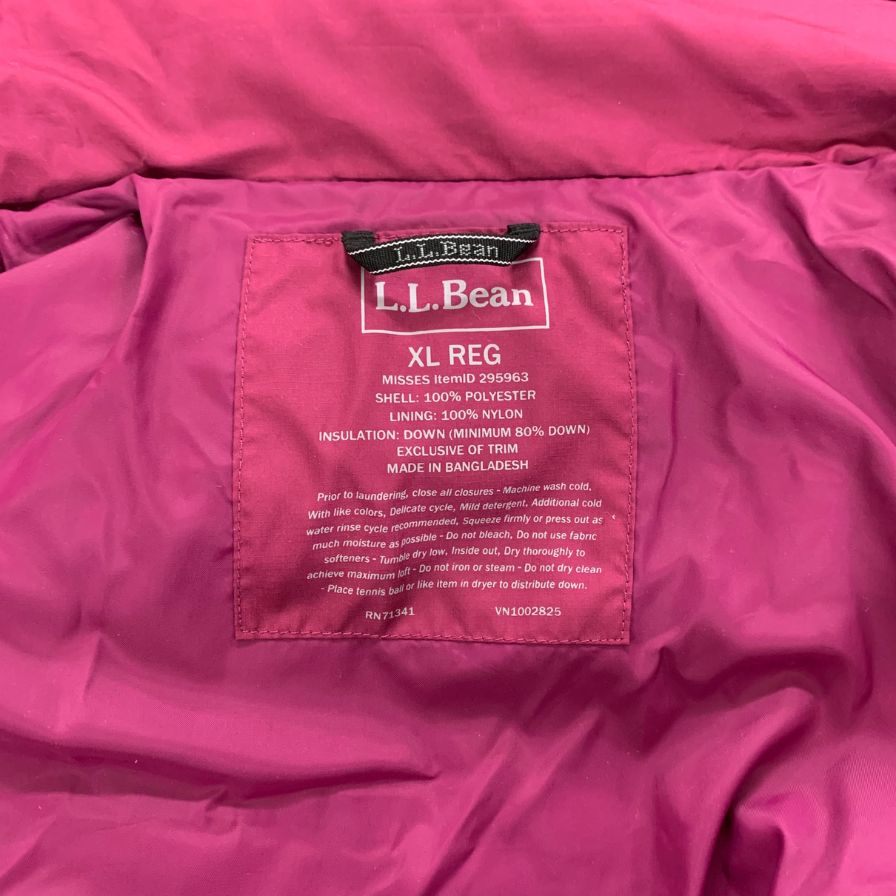 L.L.Bean
L.L.Bean
XL REG
MISSES ItemID 295963
SHELL: 100% POLYESTER
LINING: 100% NYLON
INSULATION: DOWN (MINIMUM 80% DOWN)
EXCLUSIVE OF TRIM
MADE IN BANGLADESH
Prior to laundering, close all closures - Machine wash cold.
With like colors, Delicate cycle, Mild detergent, Additional cold
water rinse cycle recommended, Squeeze firmly or press out as
much moisture as possible - Do not bleach, Do not use fabric
softeners - Tumble dry low, Inside out, Dry thoroughly to
achieve maximum loft - Do not iron or steam - Do not dry clean
- Place tennis ball or like item in dryer to distribute down.
RN71341 VN1002825